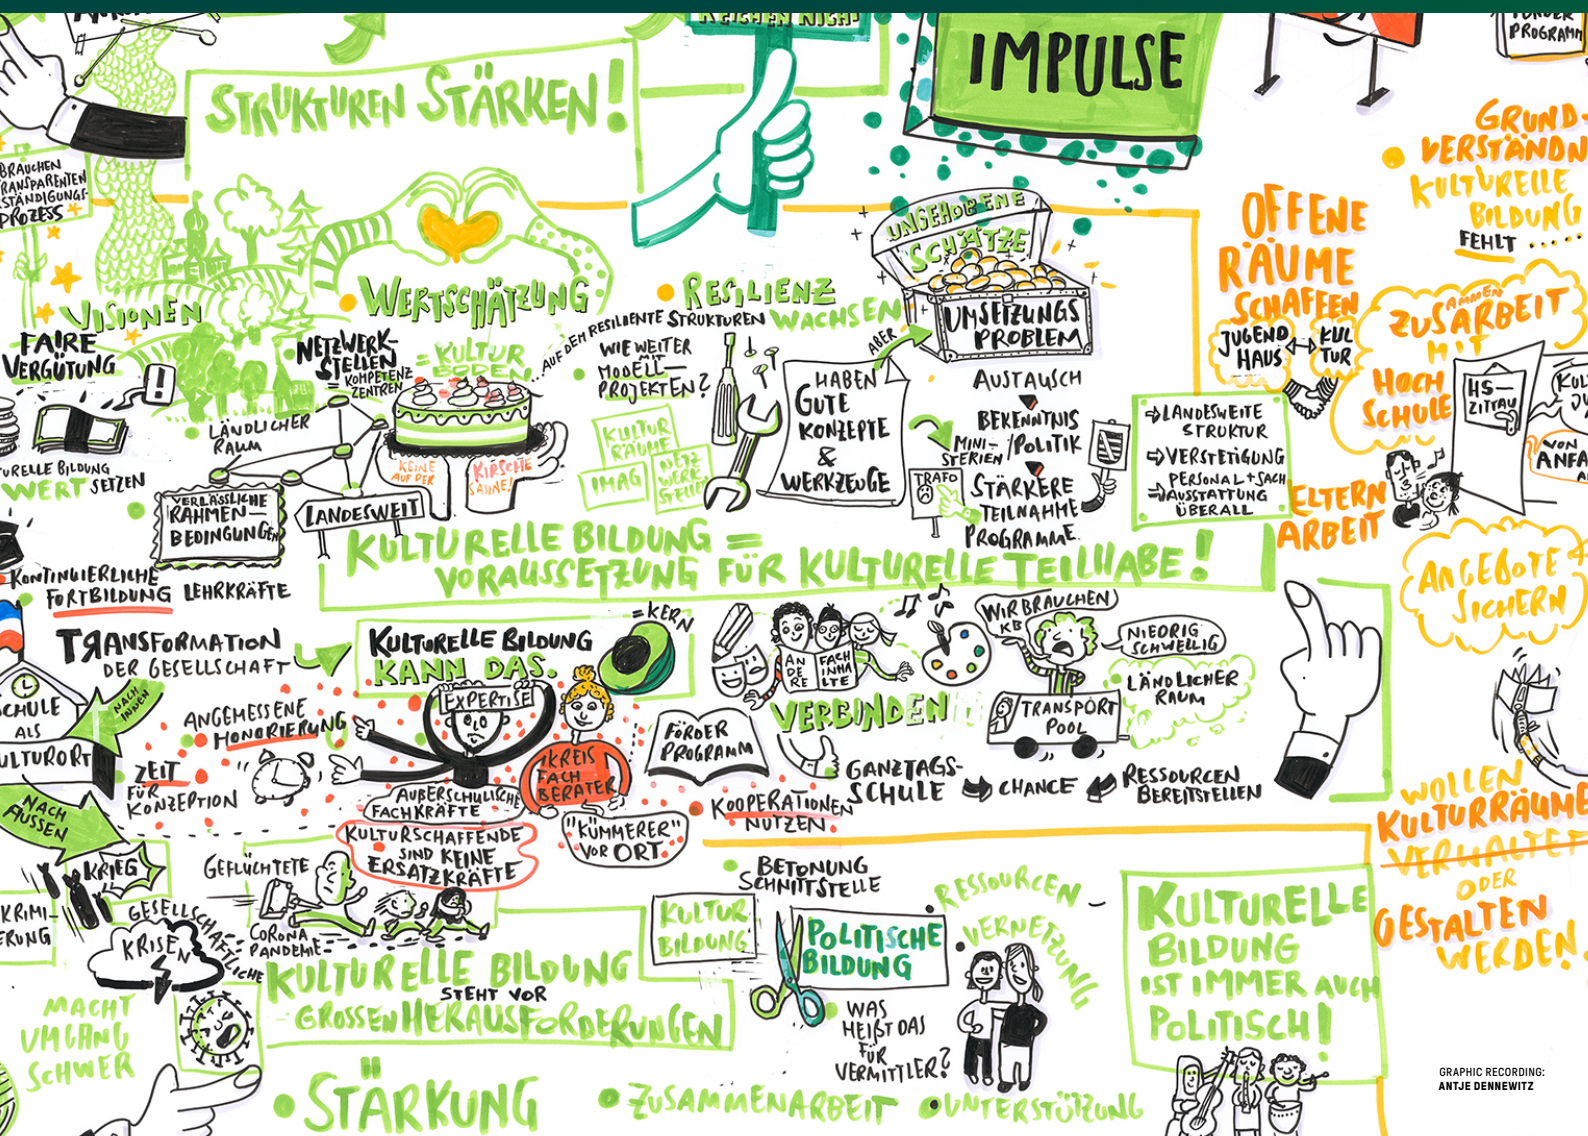 REICHEN NICHT
IMPULSE
PROGRAMM
STRUKTUREN STÄRKEN!
BRAUCHEN
TRANSPARENTEN
PROZESS
GRUND-
KULTURELLE
BILDUNG
FEHLT
OFFENE
RÄUME
SCHAFFEN
JUGEND
HAUS
KUL
TUR
ZUSAMMEN
ARBEIT
MIT
HOCH
SCHULE
HS-
ZITTAU
VON
VISIONEN
FAIRE
VERGÜTUNG
WERT SETZEN
WERTSCHÄTZUNG
NETZWERK-
STELLEN
= KOMPETENZ
ZENTREN
= KULTUR
BODEN
AUF DEM RESILIENTE STRUKTUREN WACHSEN
KEINE
AUF DER
KIRSCHE
SAHNE!
LÄNDLICHER
RAUM
VERLÄSSLICHE
RAHMEN-
BEDINGUNGEN
LANDESWEIT
RESILIENZ
WIE WEITER
MIT
MODELL-
PROJEKTEN?
KULTUR
RÄUME
IMAG
NETZ
WERK
STELLEN
HABEN
GUTE
KONZEPTE
&
WERKZEUGE
ABER
UNGEHOBENE
SCHÄTZE
UMSETZUNGS
PROBLEM
AUSTAUSCH
BEKENNTNIS
MINI-
STERIEN
/POLITIK
TRAFO
STÄRKERE
TEILNAHME
PROGRAMME.
LANDESWEITE
STRUKTUR
VERSTETIGUNG
PERSONAL + SACH
AUSSTATTUNG
ÜBERALL
ELTERN
ARBEIT
ANGEBOTE
SICHERN
KULTURELLE BILDUNG =
VORAUSSETZUNG FÜR KULTURELLE TEILHABE!
KONTINUIERLICHE
FORTBILDUNG LEHRKRÄFTE
TRANSFORMATION
DER GESELLSCHAFT
KULTURELLE BILDUNG
KANN DAS.
= KERN
SCHULE
ALS
KULTURORT
NACH
INNEN
NACH
AUSSEN
ANGEMESSENE
HONORIERUNG
ZEIT
FÜR
KONZEPTION
EXPERTISE
AUßERSCHULISCHE
FACHKRÄFTE
KULTURSCHAFFENDE
SIND KEINE
ERSATZKRÄFTE
KREIS
FACH
BERATER
"KÜMMERER"
VOR ORT
FÖRDER
PROGRAMM
KOOPERATIONEN
NUTZEN.
AN
DE
RE
FACH
INHA
LTE
VERBINDEN
WIR BRAUCHEN
KB
NIEDRIG
SCHWELLIG
LÄNDLICHER
RAUM
TRANSPORT
POOL
GANZTAGS-
SCHULE
CHANCE
RESSOURCEN
BEREITSTELLEN
WOLLEN
KULTURRÄUME
ODER
GESTALTEN
WERDEN.
KRIEG
GEFLÜCHTETE
CORONA
PANDEMIE
GESELLSCHAFTLICHE
KRISEN
MACHT
UMGANG
SCHWER
KULTURELLE BILDUNG
STEHT VOR
GROSSEN HERAUSFORDERUNGEN
BETONUNG
SCHNITTSTELLE
KULTUR
BILDUNG
POLITISCHE
BILDUNG
WAS
HEIßT DAS
FÜR
VERMITTLER?
RESSOURCEN-
VERNETZUNG
KULTURELLE
BILDUNG
IST IMMER AUCH
POLITISCH!
STÄRKUNG
ZUSAMMENARBEIT
UNTERSTÜTZUNG
GRAPHIC RECORDING:
ANTJE DENNEWITZ